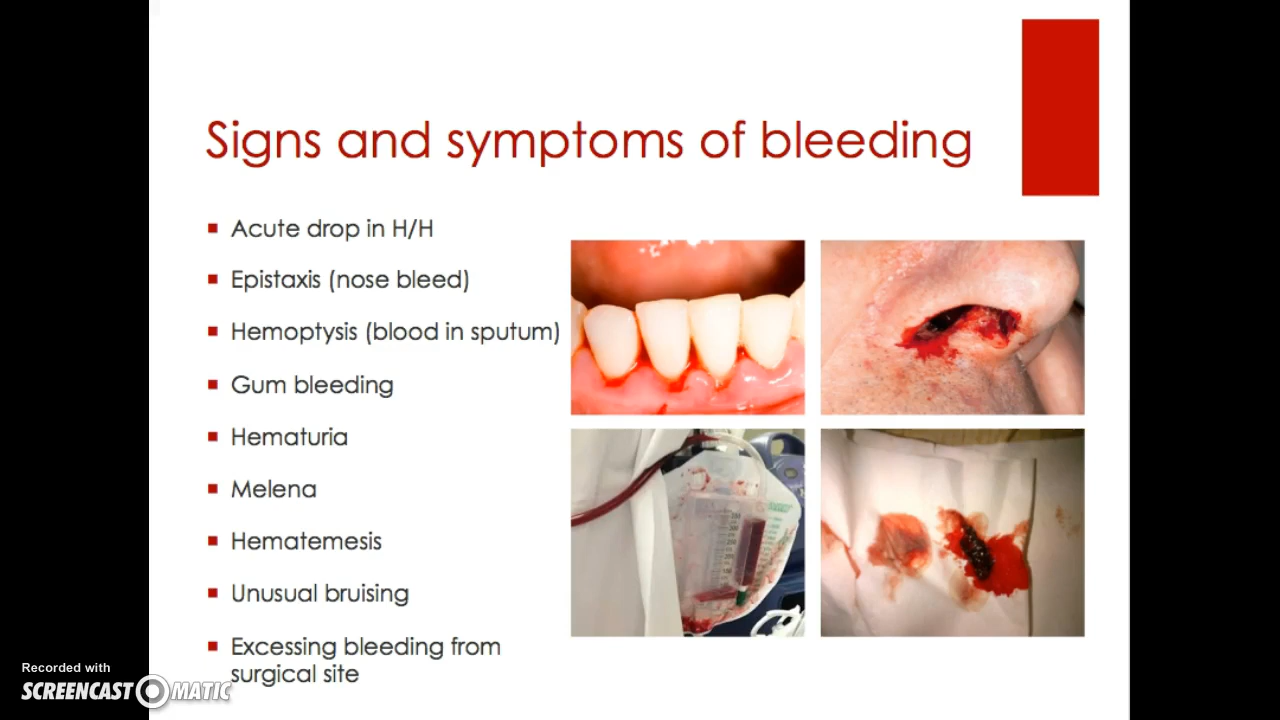 Signs and symptoms of bleeding
Acute drop in H/H
Epistaxis (nose bleed)
Hemoptysis (blood in sputum)
Gum bleeding
Hematuria
Melena
Hematemesis
Unusual bruising
Excessing bleeding from
surgical site
Recorded with
SCREENCAST MATIC